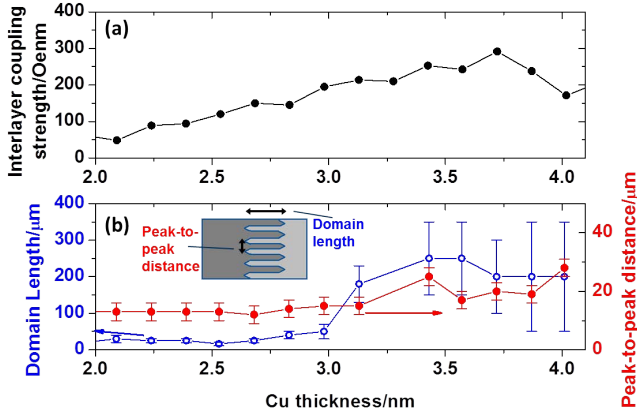 (a)
Interlayer coupling
strength/Oenm
400
300
200
100
0
2.0 2.5 3.0 3.5 4.0
(b)
Peak-to-
peak
distance
Domain
length
Domain Length/μm
400
300
200
100
0
Peak-to-peak distance/μm
40
20
0
2.0 2.5 3.0 3.5 4.0
Cu thickness/nm